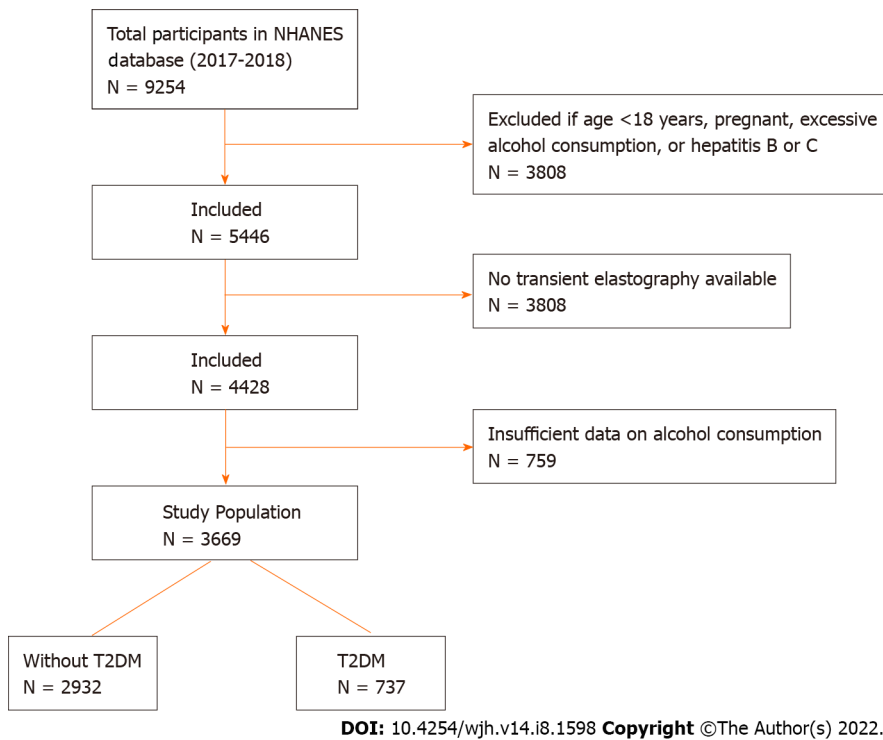 Total participants in NHANES
database (2017-2018)
N = 9254
Excluded if age <18 years, pregnant, excessive
alcohol consumption, or hepatitis B or C
N = 3808
Included
N = 5446
No transient elastography available
N = 3808
Included
N = 4428
Insufficient data on alcohol consumption
N = 759
Study Population
N = 3669
Without T2DM
N = 2932
T2DM
N = 737
DOI: 10.4254/wjh.v14.i8.1598 Copyright ©The Author(s) 2022.